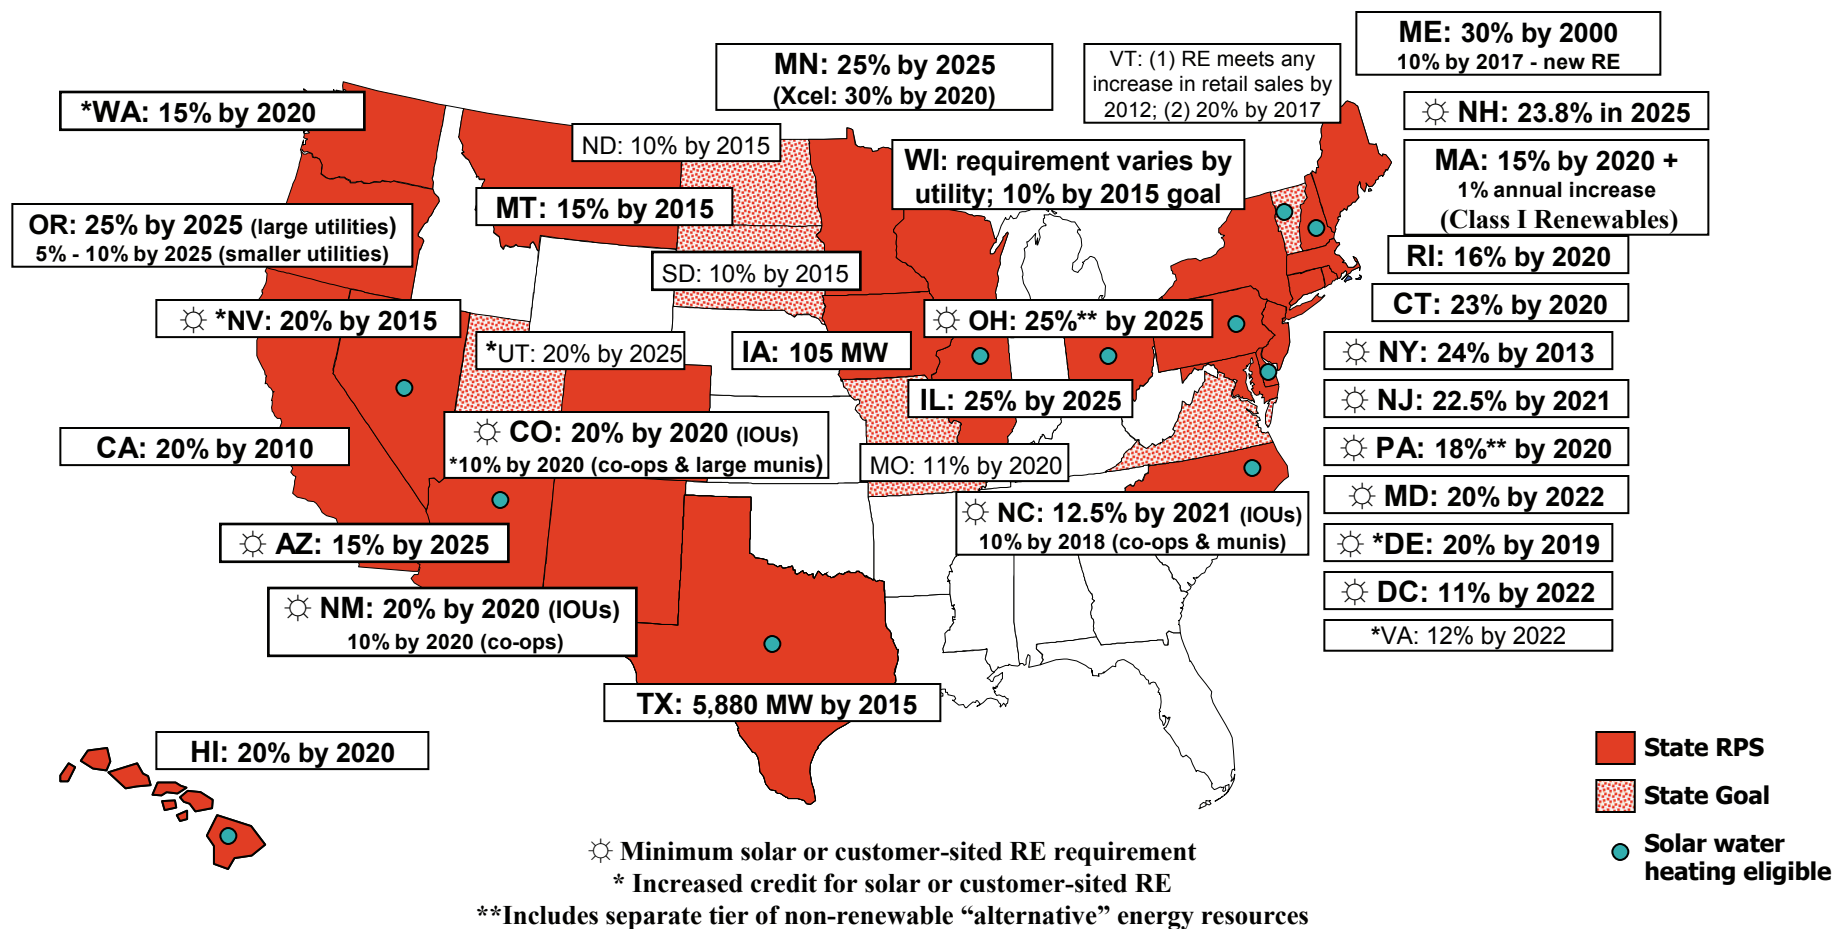 ME: 30% by 2000
10% by 2017 - new RE
MN: 25% by 2025
(Xcel: 30% by 2020)
VT: (1) RE meets any
increase in retail sales by
2012; (2) 20% by 2017
*WA: 15% by 2020
☼ NH: 23.8% in 2025
ND: 10% by 2015
WI: requirement varies by
utility; 10% by 2015 goal
MA: 15% by 2020 +
1% annual increase
(Class I Renewables)
MT: 15% by 2015
OR: 25% by 2025 (large utilities)
5% - 10% by 2025 (smaller utilities)
RI: 16% by 2020
SD: 10% by 2015
CT: 23% by 2020
☼ *NV: 20% by 2015
☼ OH: 25%** by 2025
*UT: 20% by 2025
IA: 105 MW
☼ NY: 24% by 2013
IL: 25% by 2025
☼ NJ: 22.5% by 2021
☼ CO: 20% by 2020 (IOUs)
*10% by 2020 (co-ops & large munis)
CA: 20% by 2010
MO: 11% by 2020
☼ PA: 18%** by 2020
☼ MD: 20% by 2022
☼ NC: 12.5% by 2021 (IOUs)
10% by 2018 (co-ops & munis)
☼ AZ: 15% by 2025
☼ *DE: 20% by 2019
☼ DC: 11% by 2022
☼ NM: 20% by 2020 (IOUs)
10% by 2020 (co-ops)
*VA: 12% by 2022
TX: 5,880 MW by 2015
HI: 20% by 2020
State RPS
State Goal
Solar water
heating eligible
☼ Minimum solar or customer-sited RE requirement
* Increased credit for solar or customer-sited RE
**Includes separate tier of non-renewable “alternative” energy resources